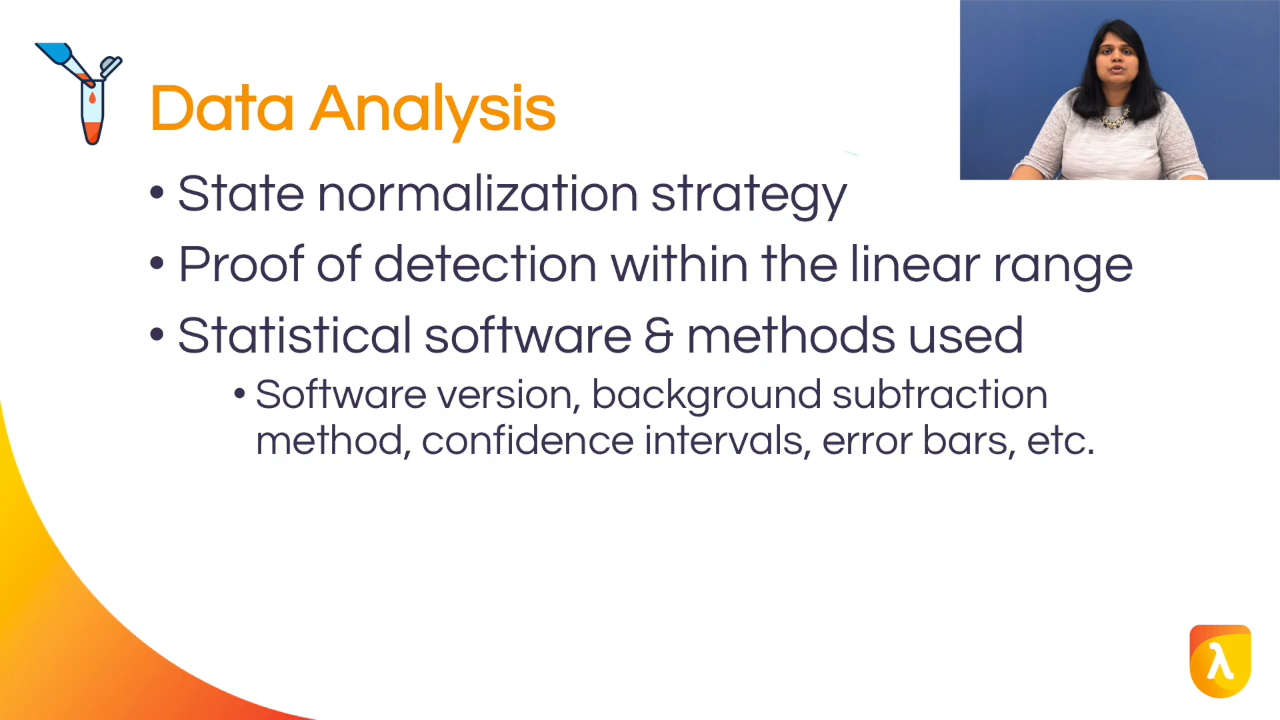 Data Analysis
• State normalization strategy
• Proof of detection within the linear range
• Statistical software & methods used
• Software version, background subtraction
method, confidence intervals, error bars, etc.
λ